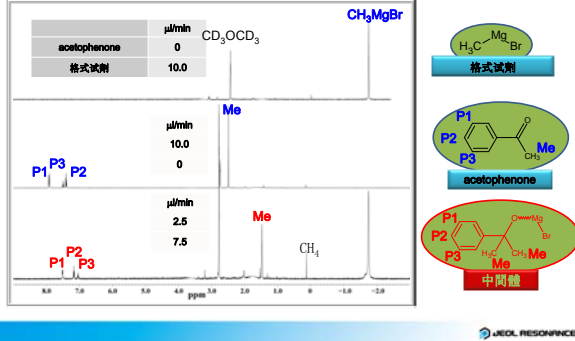 μl/min
acetophenone 0
格式試劑 10.0
CD3OCD3
CH3MgBr
μl/min
10.0
0
Me
P1 P3 P2
μl/min
2.5
7.5
Me
CH4
P1 P2 P3
8.0 7.0 6.0 5.0 4.0 3.0 2.0 1.0 0 -1.0 -2.0
ppm
H3C Mg Br
格式試劑
P1
P2
P3
O
CH3
Me
acetophenone
P1
P2
P3
O Mg
Br
H3C CH3
Me
Me
中間體
JEOL RESONANCE